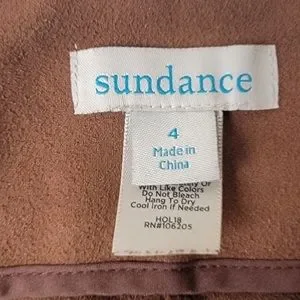 sundance
4
Made in
China
With Like Colors
Do Not Bleach
Hang To Dry
Cool Iron If Needed
HOL18
RN#106205